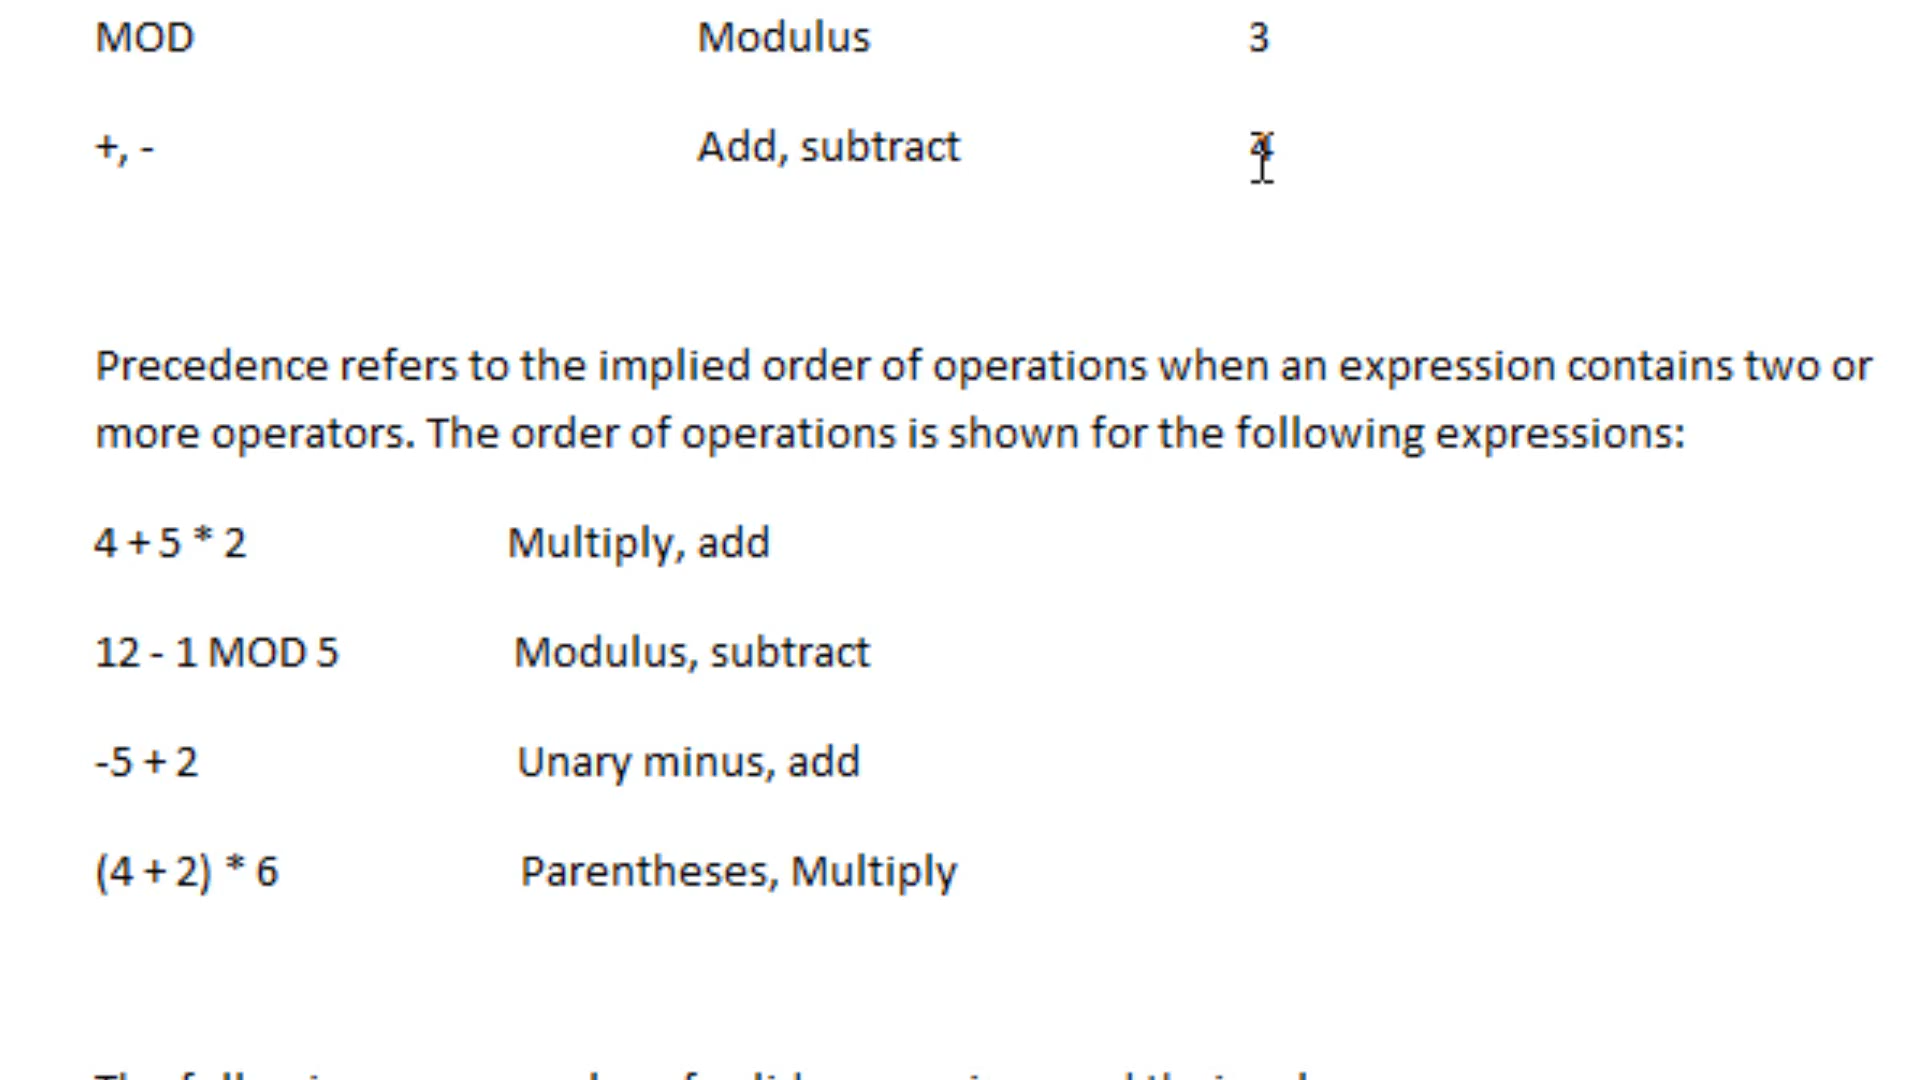 MOD Modulus 3
+, - Add, subtract 4
Precedence refers to the implied order of operations when an expression contains two or
more operators. The order of operations is shown for the following expressions:
4 + 5 * 2 Multiply, add
12 - 1 MOD 5 Modulus, subtract
-5 + 2 Unary minus, add
(4 + 2) * 6 Parentheses, Multiply